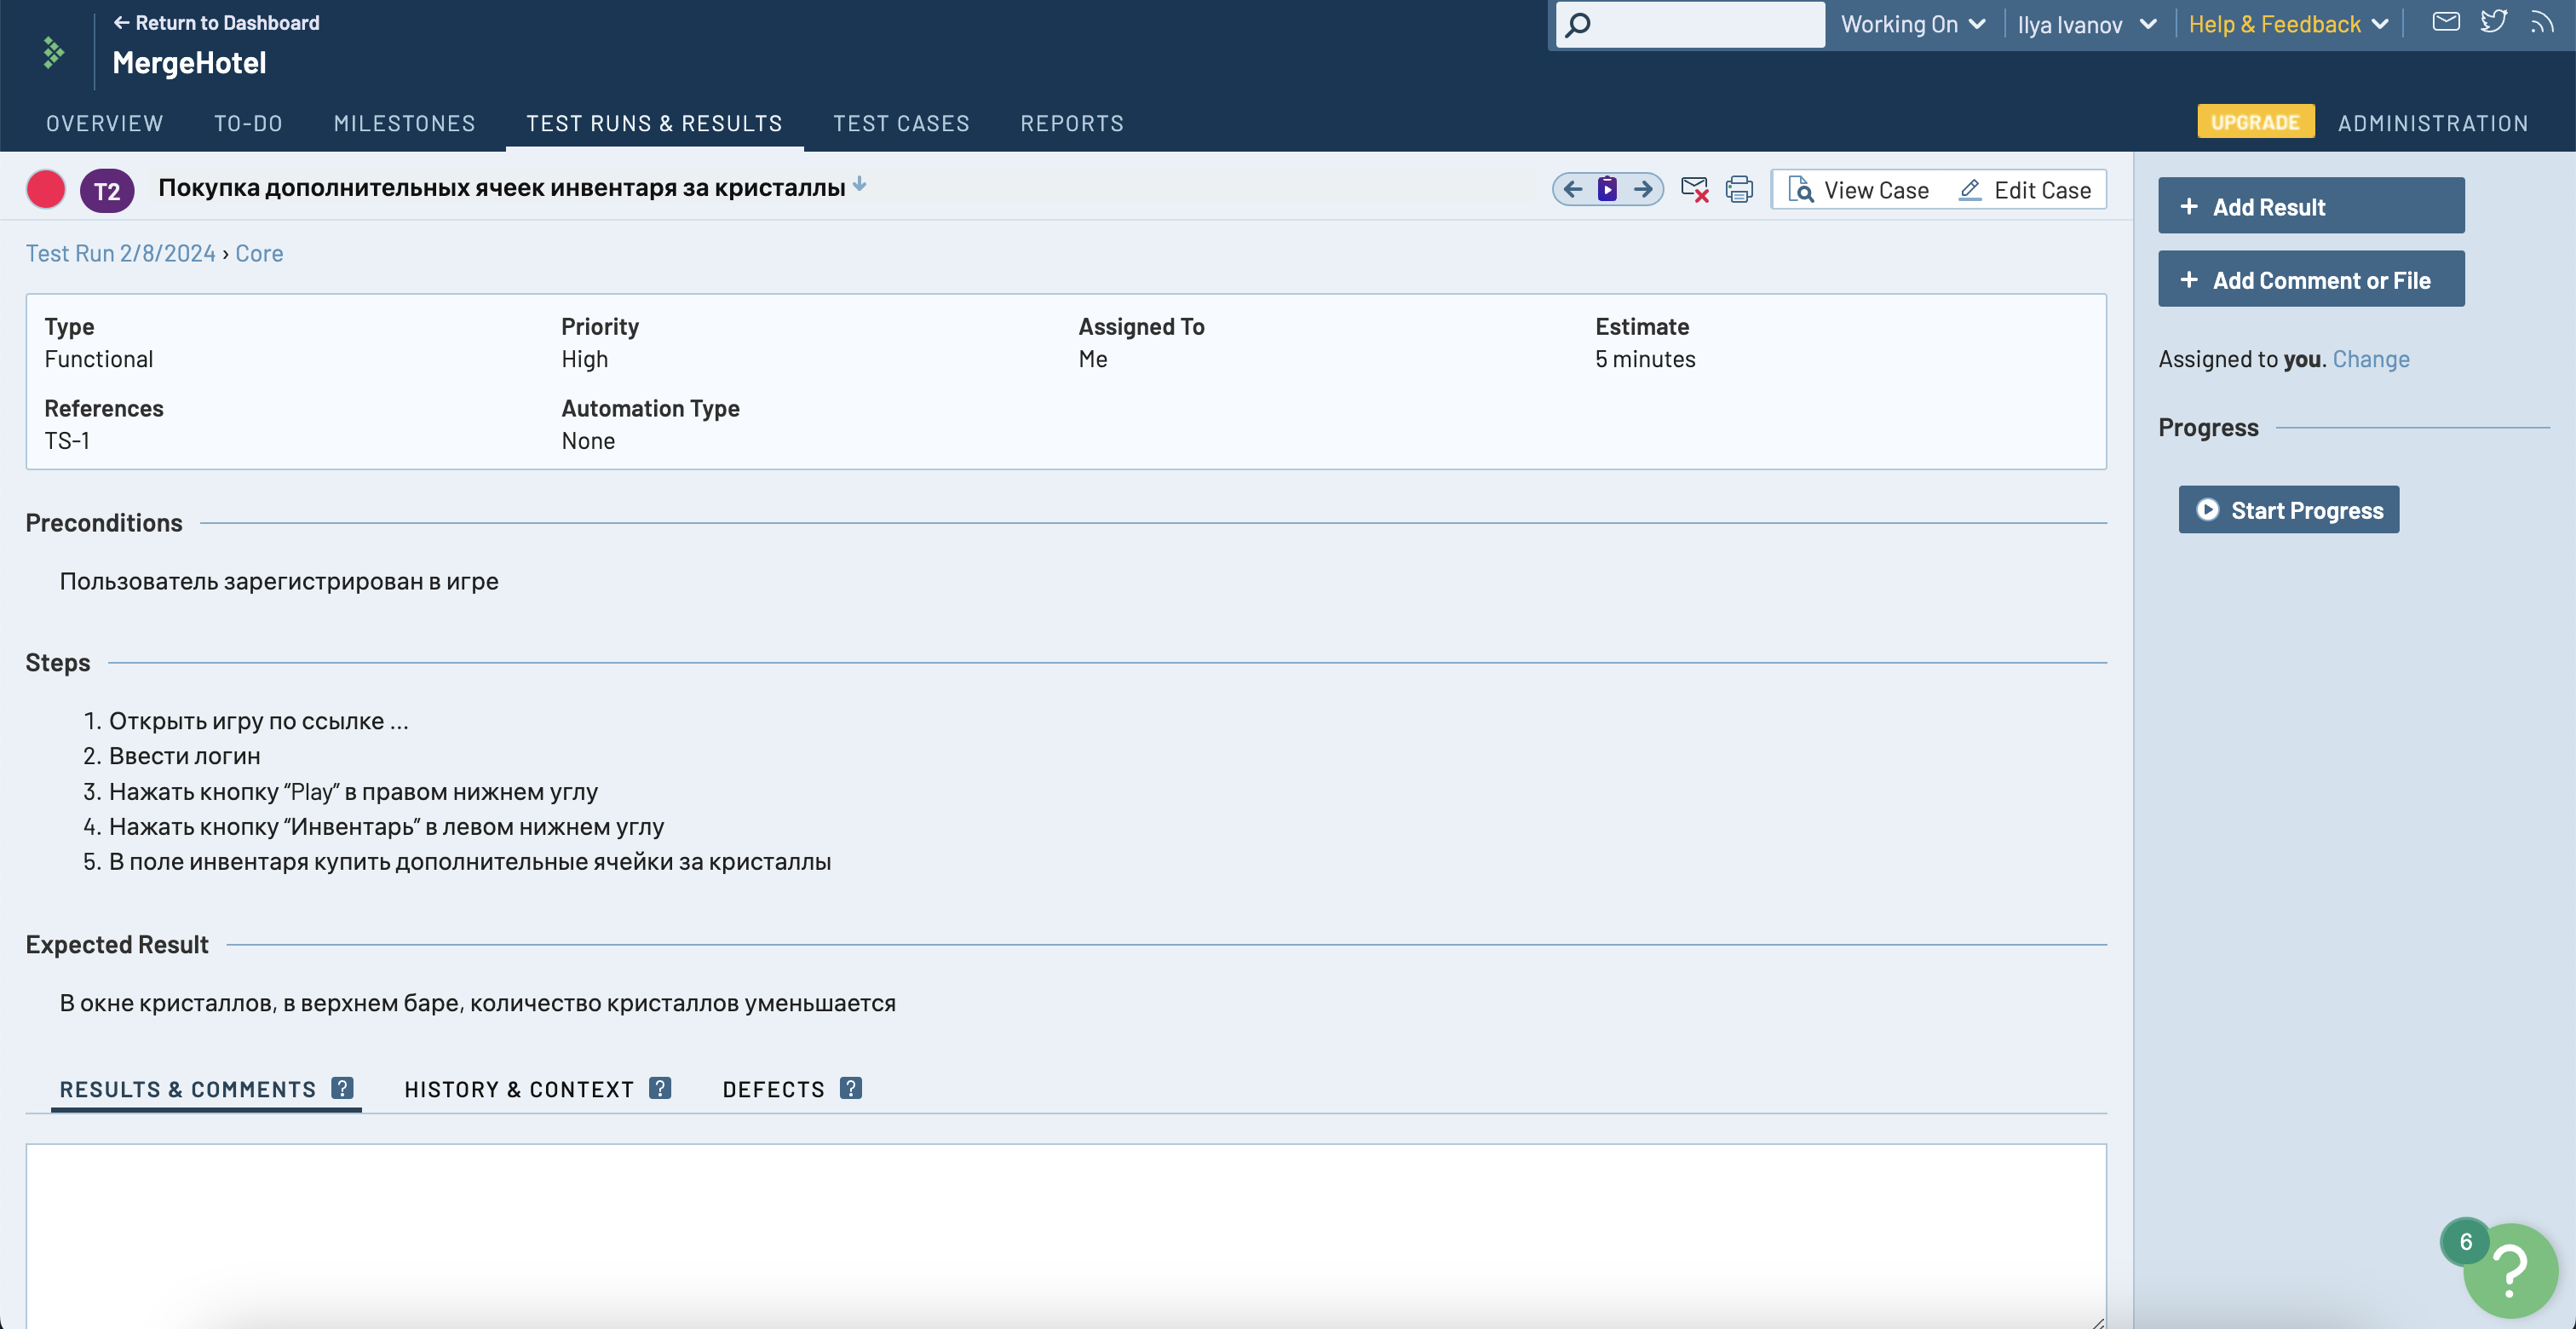 ← Return to Dashboard
MergeHotel
Working On
Ilya Ivanov
Help & Feedback
OVERVIEW TO-DO MILESTONES TEST RUNS & RESULTS TEST CASES REPORTS UPGRADE ADMINISTRATION
T2 Покупка дополнительных ячеек инвентаря за кристаллы
View Case Edit Case
Test Run 2/8/2024 › Core
Type Priority Assigned To Estimate
Functional High Me 5 minutes
References Automation Type
TS-1 None
Preconditions
Пользователь зарегистрирован в игре
Steps
1. Открыть игру по ссылке ...
2. Ввести логин
3. Нажать кнопку “Play” в правом нижнем углу
4. Нажать кнопку “Инвентарь” в левом нижнем углу
5. В поле инвентаря купить дополнительные ячейки за кристаллы
Expected Result
В окне кристаллов, в верхнем баре, количество кристаллов уменьшается
RESULTS & COMMENTS ? HISTORY & CONTEXT ? DEFECTS ?
+ Add Result
+ Add Comment or File
Assigned to you. Change
Progress
Start Progress
6
?